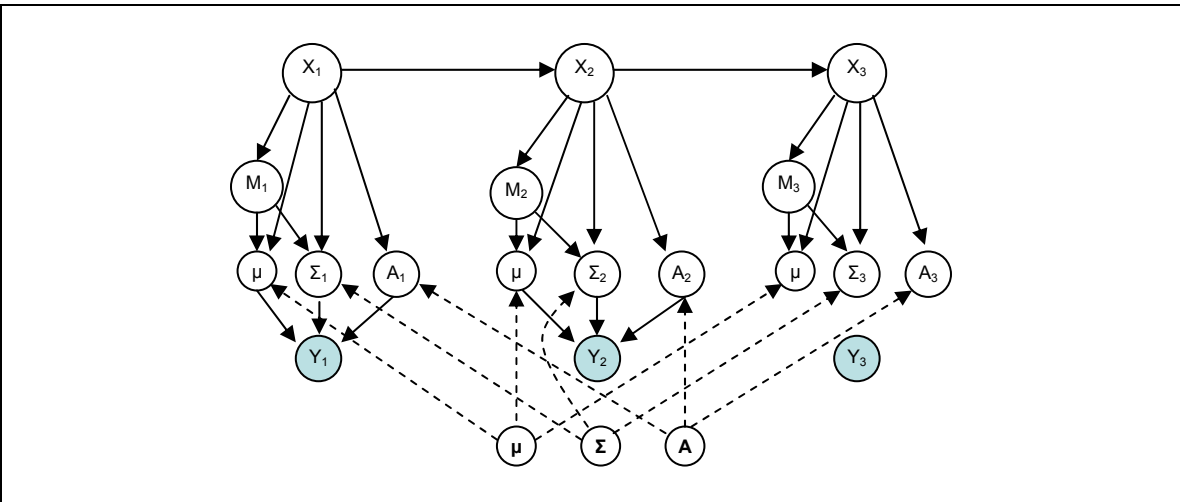 X₁ X₂ X₃
M₁ M₂ M₃
μ Σ₁ A₁ μ Σ₂ A₂ μ Σ₃ A₃
Y₁ Y₂ Y₃
μ Σ A